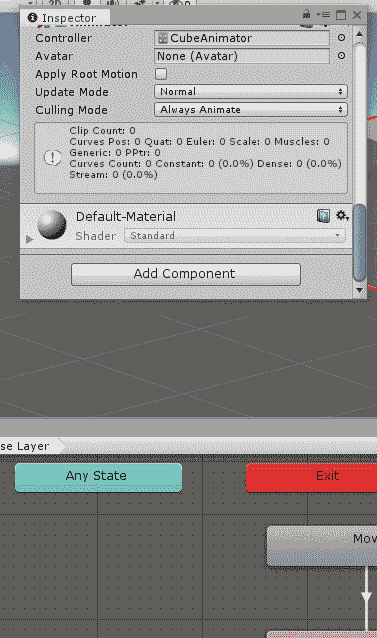 2D
0
Inspector
Controller
CubeAnimator
Avatar
None (Avatar)
Apply Root Motion
Update Mode
Normal
Culling Mode
Always Animate
Clip Count: 0
Curves Pos: 0 Quat: 0 Euler: 0 Scale: 0 Muscles: 0
Generic: 0 PPtr: 0
Curves Count: 0 Constant: 0 (0.0%) Dense: 0 (0.0%)
Stream: 0 (0.0%)
Default-Material
Shader
Standard
Add Component
se Layer
Any State
Exit
Mov